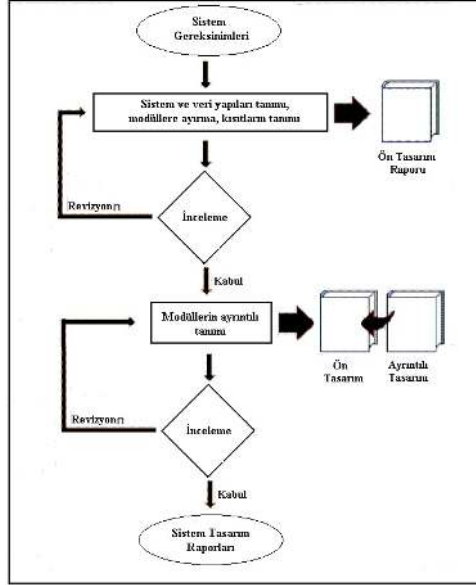 Sistem
Gereksinimleri
Sistem ve veri yapıları tanımı,
modüllere ayırma, kısıtların tanımı
Ön Tasarım
Raporu
İnceleme
Revizyon
Kabul
Modüllerin ayrıntılı
tanımı
Ön
Tasarım
Ayrıntılı
Tasarım
İnceleme
Revizyon
Kabul
Sistem Tasarım
Raporları